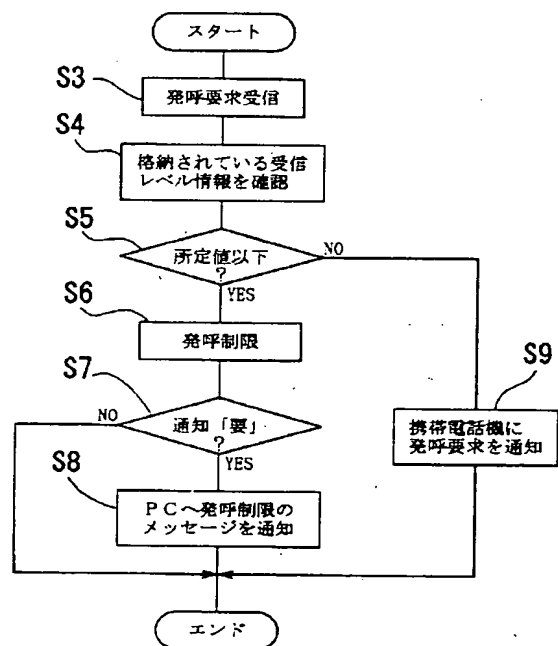 スタート
S3
発呼要求受信
S4
格納されている受信
レベル情報を確認
S5
所定値以下
?
NO
YES
S6
発呼制限
S7
通知「要」
?
NO
YES
S9
携帯電話機に
発呼要求を通知
S8
PCへ発呼制限の
メッセージを通知
エンド